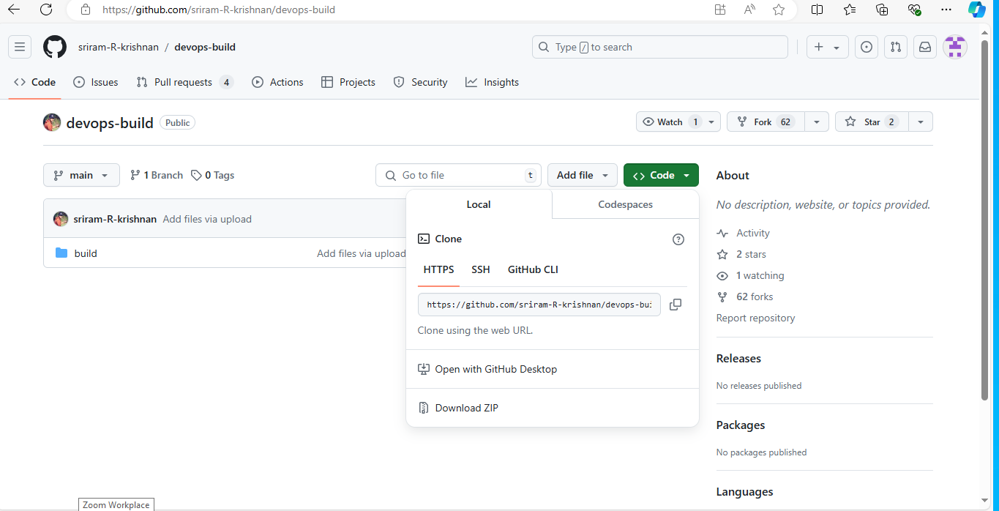 https://github.com/sriram-R-krishnan/devops-build
sriram-R-krishnan / devops-build
Type / to search
Code
Issues
Pull requests 4
Actions
Projects
Security
Insights
devops-build Public
Watch 1
Fork 62
Star 2
main
1 Branch
0 Tags
Go to file t
Add file
Code
sriram-R-krishnan Add files via upload
build Add files via upload
Local
Codespaces
Clone
HTTPS SSH GitHub CLI
https://github.com/sriram-R-krishnan/devops-bui
Clone using the web URL.
Open with GitHub Desktop
Download ZIP
About
No description, website, or topics provided.
Activity
2 stars
1 watching
62 forks
Report repository
Releases
No releases published
Packages
No packages published
Languages
Zoom Workplace